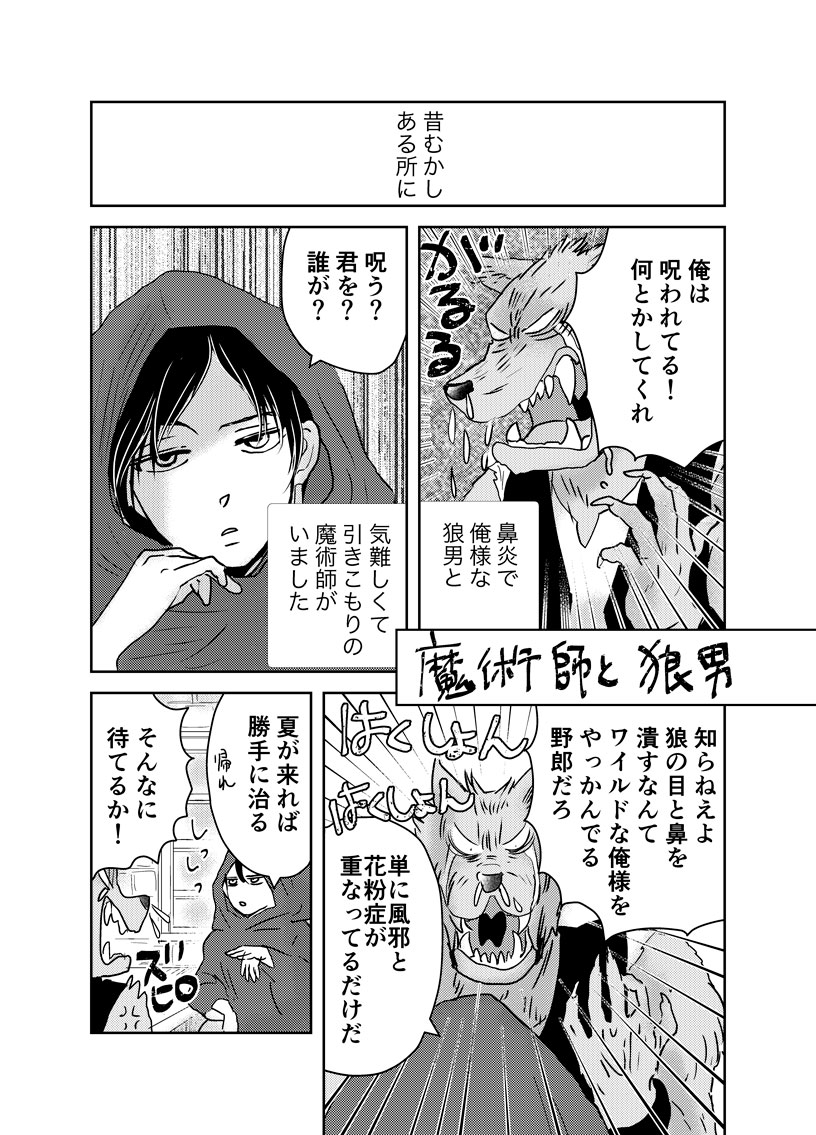 昔むかし
ある所に
俺は
呪われてる！
何とかしてくれ
がるる
鼻炎で
俺様な
狼男と
呪う？
君を？
誰が？
気難しくて
引きこもりの
魔術師が
いました
魔術師と狼男
知らねえよ
狼の目と鼻を
潰すなんて
ワイルドな俺様を
やっかんでる
野郎だろ
はくしょん
はくしょん
単に風邪と
花粉症が
重なってるだけだ
夏が来れば
勝手に治る
帰れ
しっしっ
そんなに
待てるか！
ズビロ